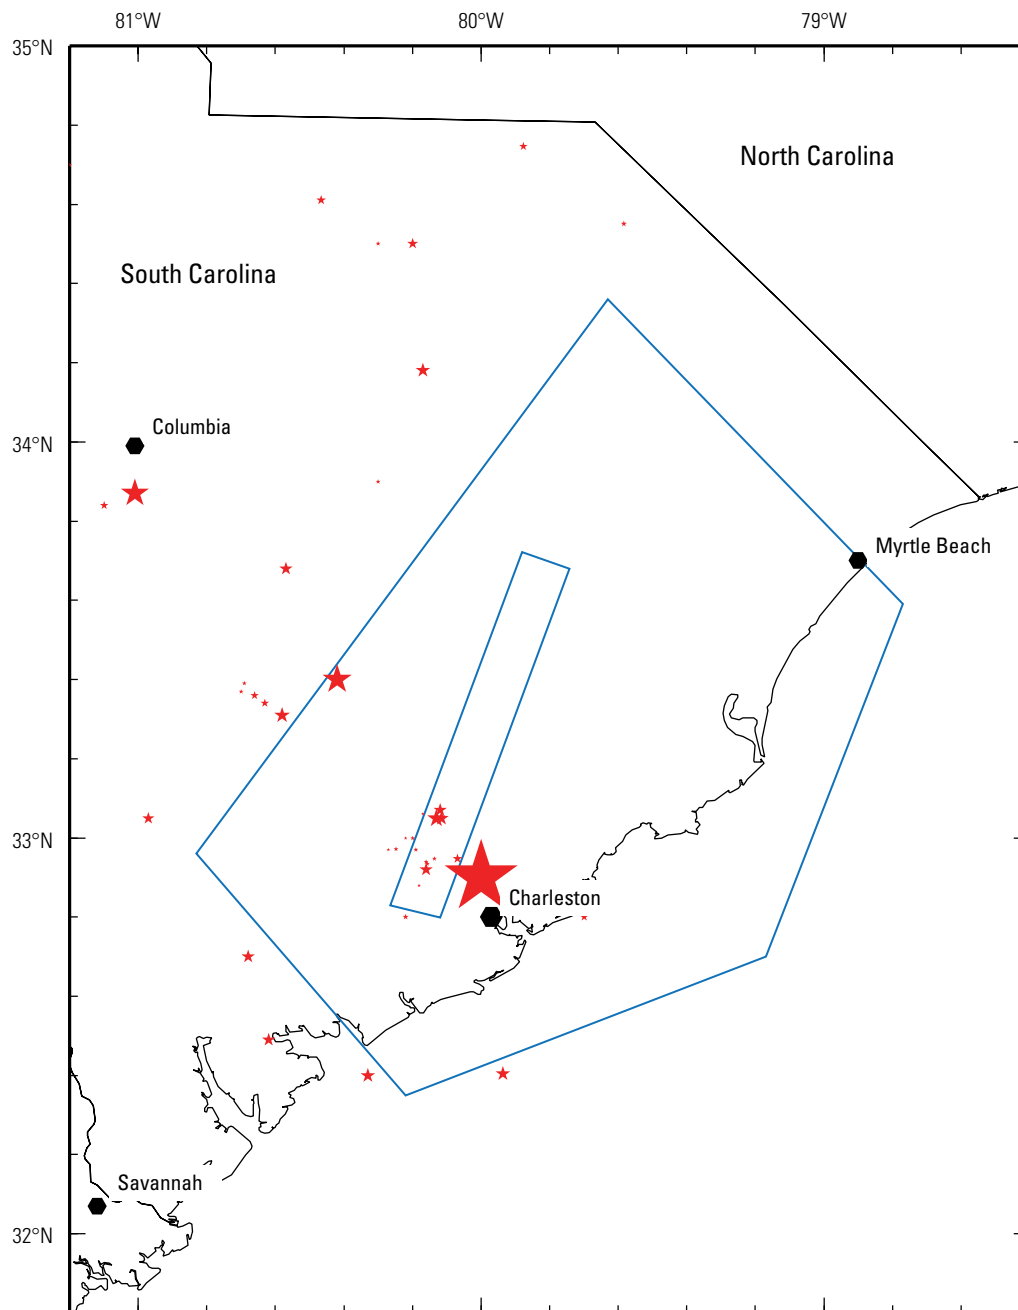 81°W
80°W
79°W
35°N
North Carolina
South Carolina
Columbia
34°N
Myrtle Beach
33°N
Charleston
Savannah
32°N